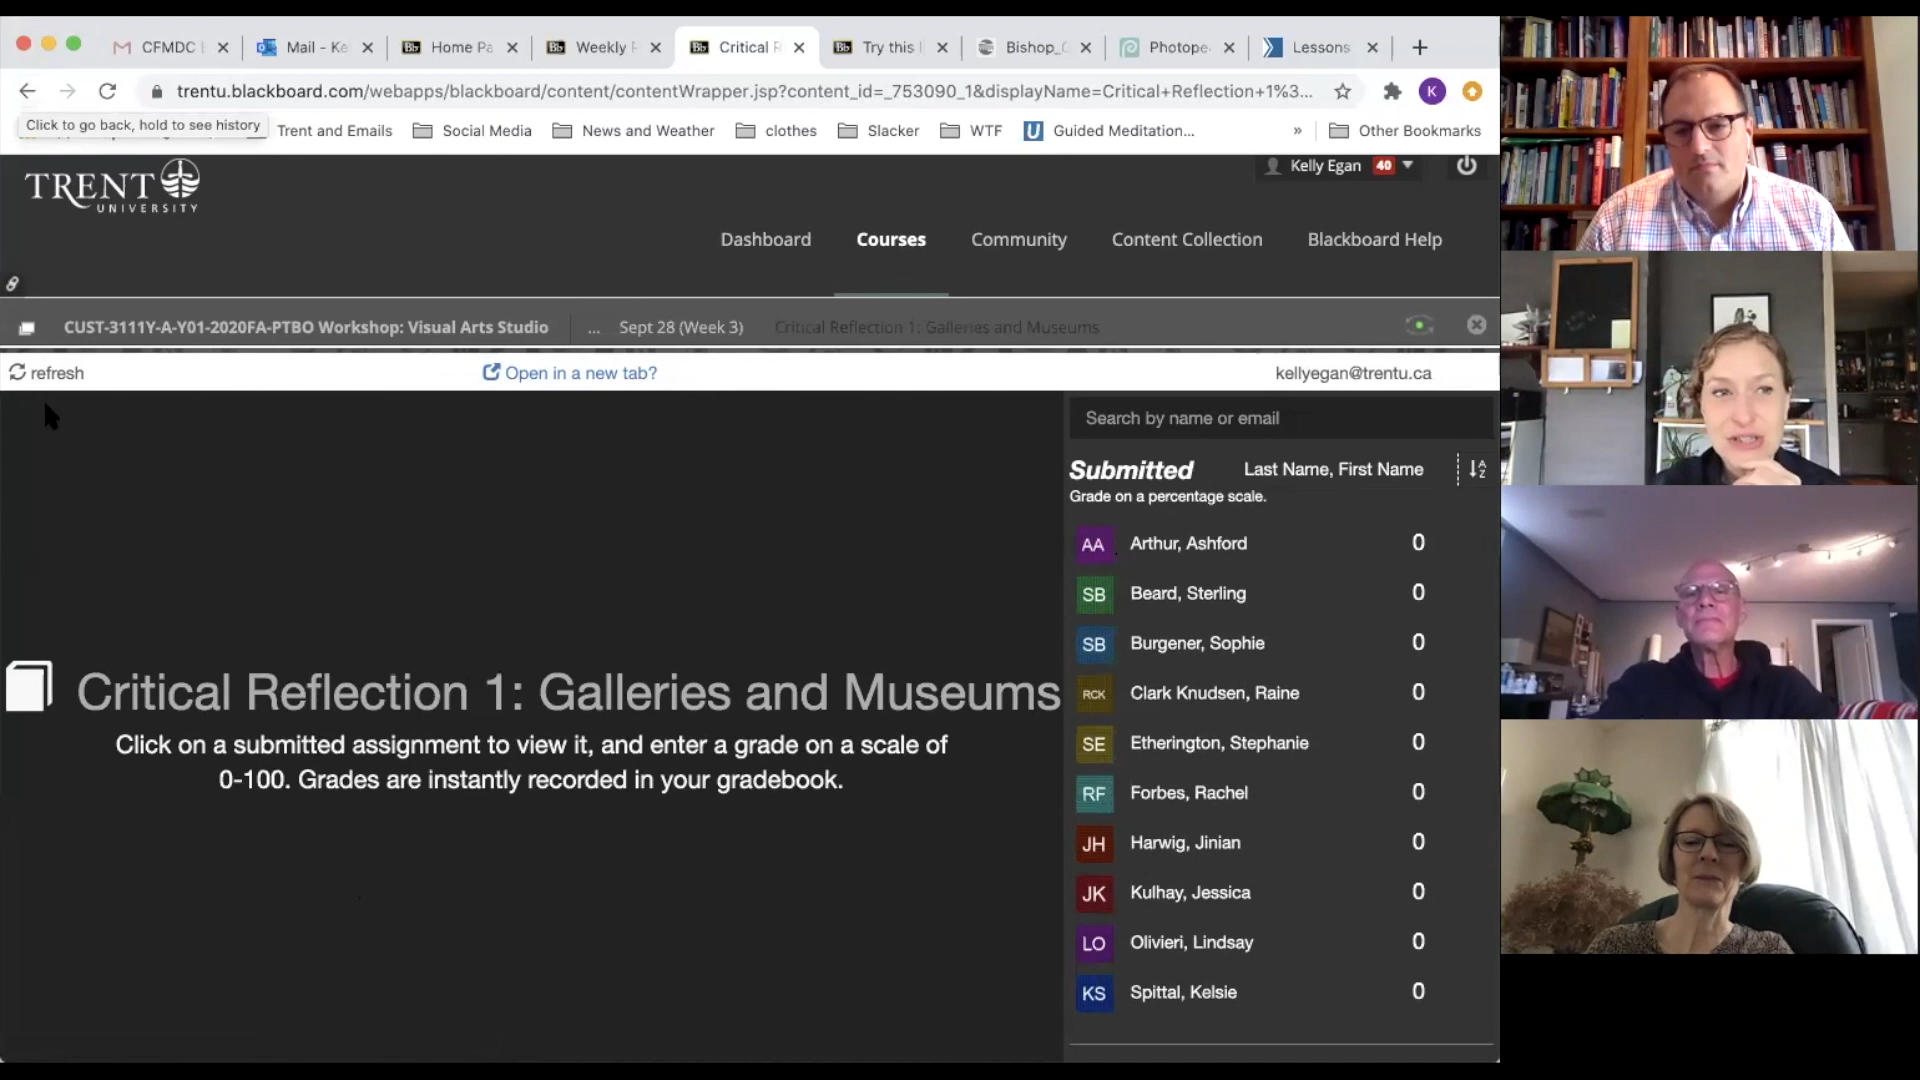 CFMDC
Mail - Ke
Home Pa
Weekly
Critical R
Try this
Bishop_
Photope
Lessons
trentu.blackboard.com/webapps/blackboard/content/contentWrapper.jsp?content_id=_753090_1&displayName=Critical+Reflection+1%3...
K
Click to go back, hold to see history
Trent and Emails
Social Media
News and Weather
clothes
Slacker
WTF
Guided Meditation...
»
Other Bookmarks
TRENT
UNIVERSITY
Kelly Egan 40
Dashboard
Courses
Community
Content Collection
Blackboard Help
CUST-3111Y-A-Y01-2020FA-PTBO Workshop: Visual Arts Studio
...
Sept 28 (Week 3)
Critical Reflection 1: Galleries and Museums
refresh
Open in a new tab?
kellyegan@trentu.ca
Search by name or email
Submitted
Last Name, First Name
Grade on a percentage scale.
AA Arthur, Ashford 0
SB Beard, Sterling 0
SB Burgener, Sophie 0
RCK Clark Knudsen, Raine 0
SE Etherington, Stephanie 0
RF Forbes, Rachel 0
JH Harwig, Jinian 0
JK Kulhay, Jessica 0
LO Olivieri, Lindsay 0
KS Spittal, Kelsie 0
Critical Reflection 1: Galleries and Museums
Click on a submitted assignment to view it, and enter a grade on a scale of
0-100. Grades are instantly recorded in your gradebook.